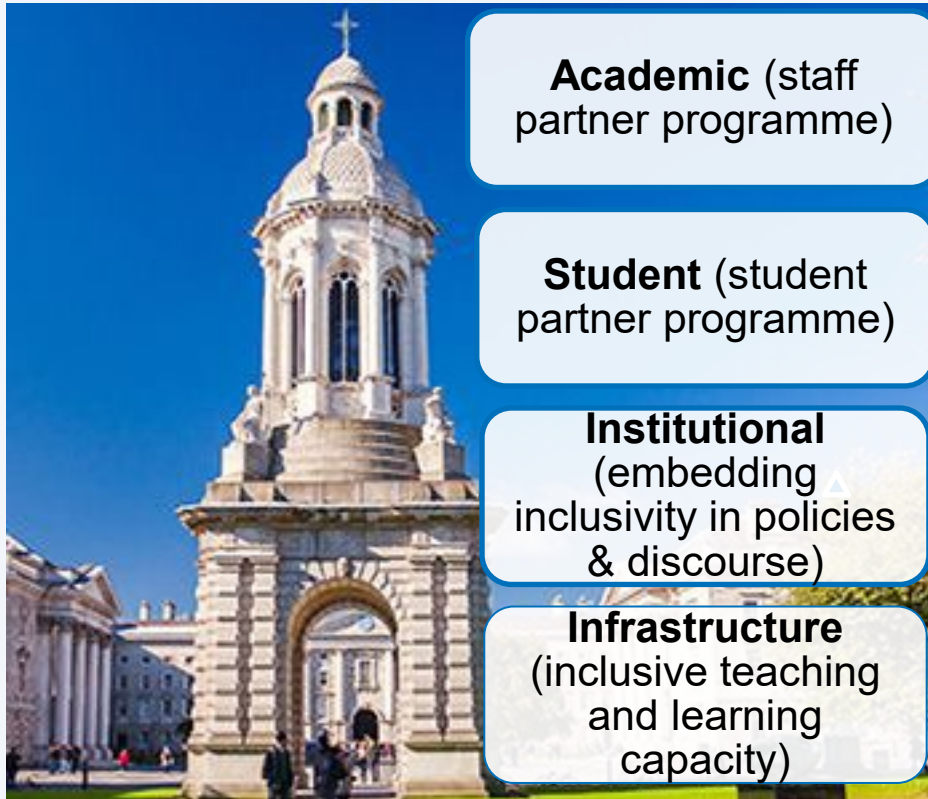 Academic (staff
partner programme)
Student (student
partner programme)
Institutional
(embedding
inclusivity in policies
& discourse)
Infrastructure
(inclusive teaching
and learning
capacity)